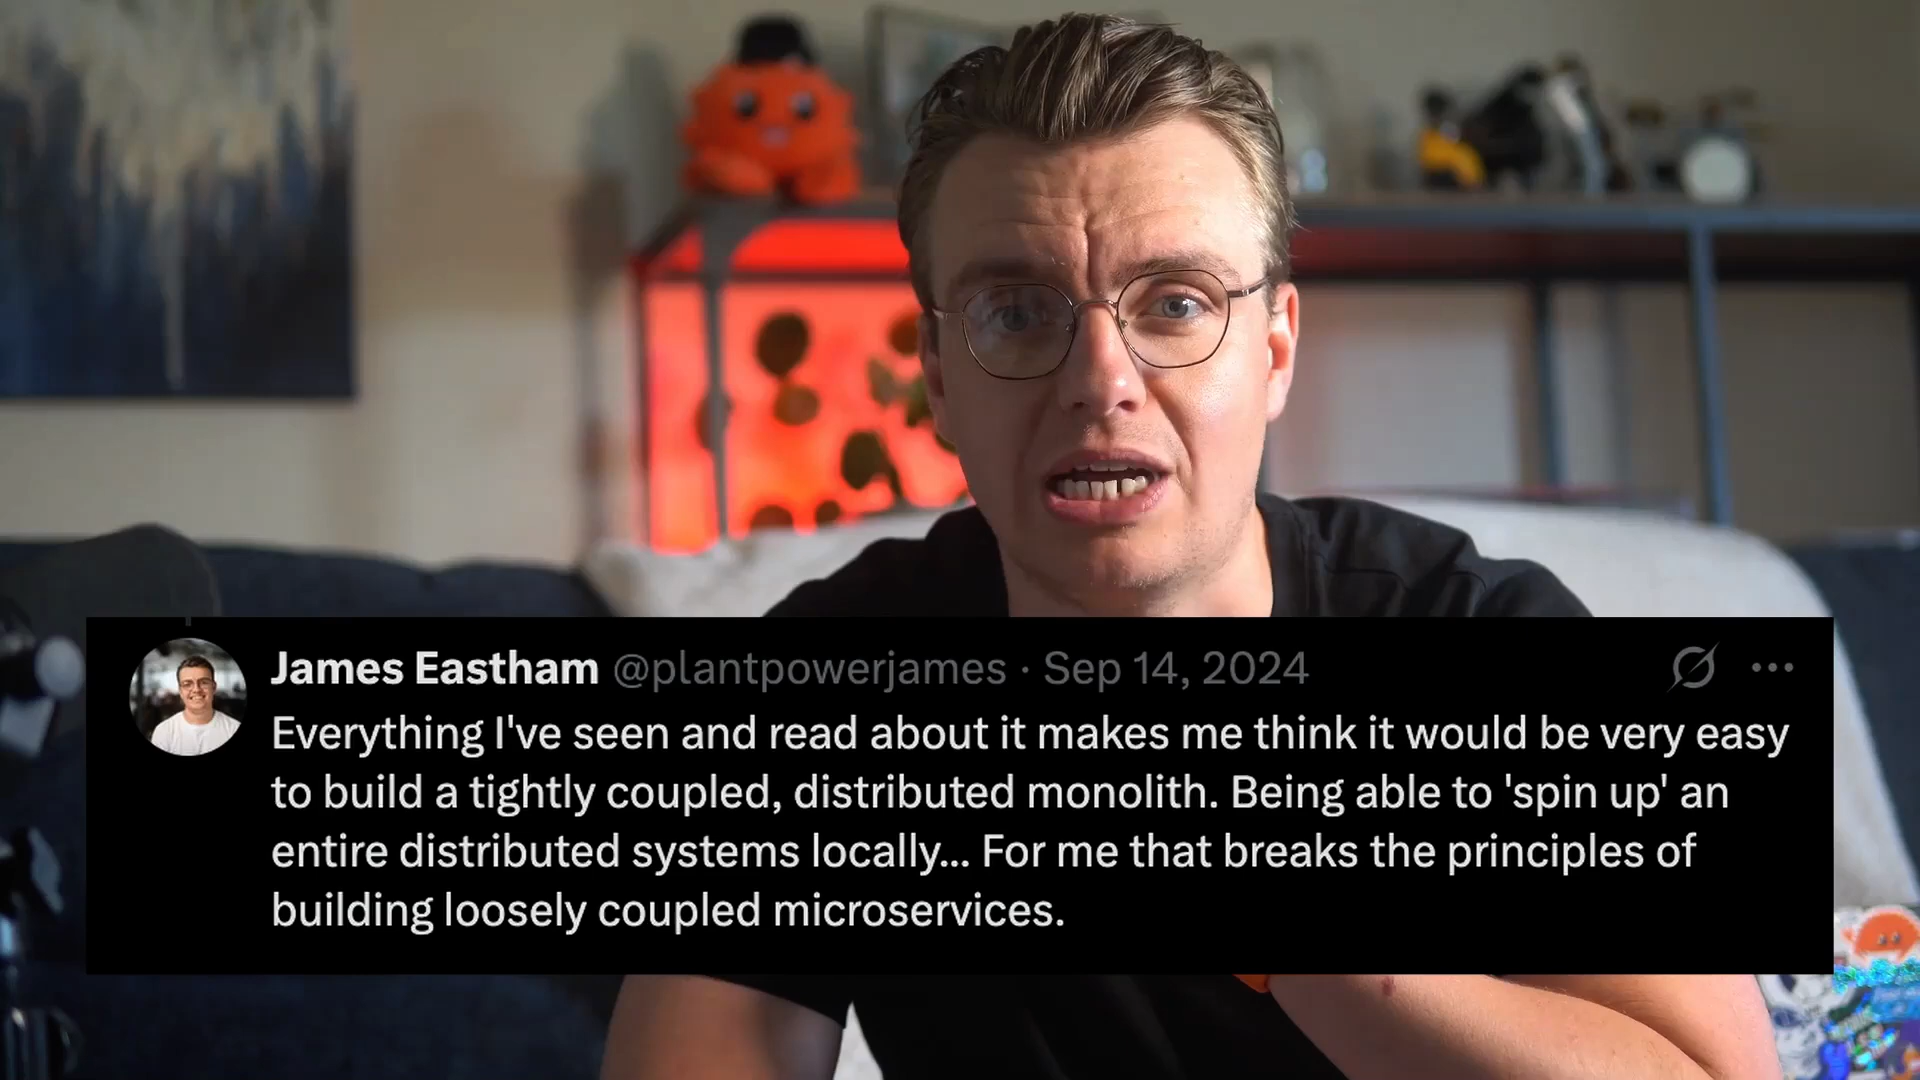 James Eastham @plantpowerjames · Sep 14, 2024
Everything I've seen and read about it makes me think it would be very easy
to build a tightly coupled, distributed monolith. Being able to 'spin up' an
entire distributed systems locally... For me that breaks the principles of
building loosely coupled microservices.